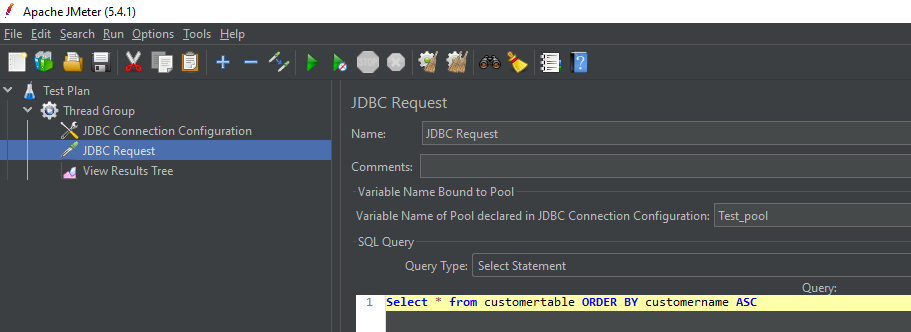 Apache JMeter (5.4.1)
File Edit Search Run Options Tools Help
Test Plan
Thread Group
JDBC Connection Configuration
JDBC Request
View Results Tree
JDBC Request
Name: JDBC Request
Comments:
Variable Name Bound to Pool
Variable Name of Pool declared in JDBC Connection Configuration: Test_pool
SQL Query
Query Type: Select Statement
Query:
1 Select * from customertable ORDER BY customername ASC